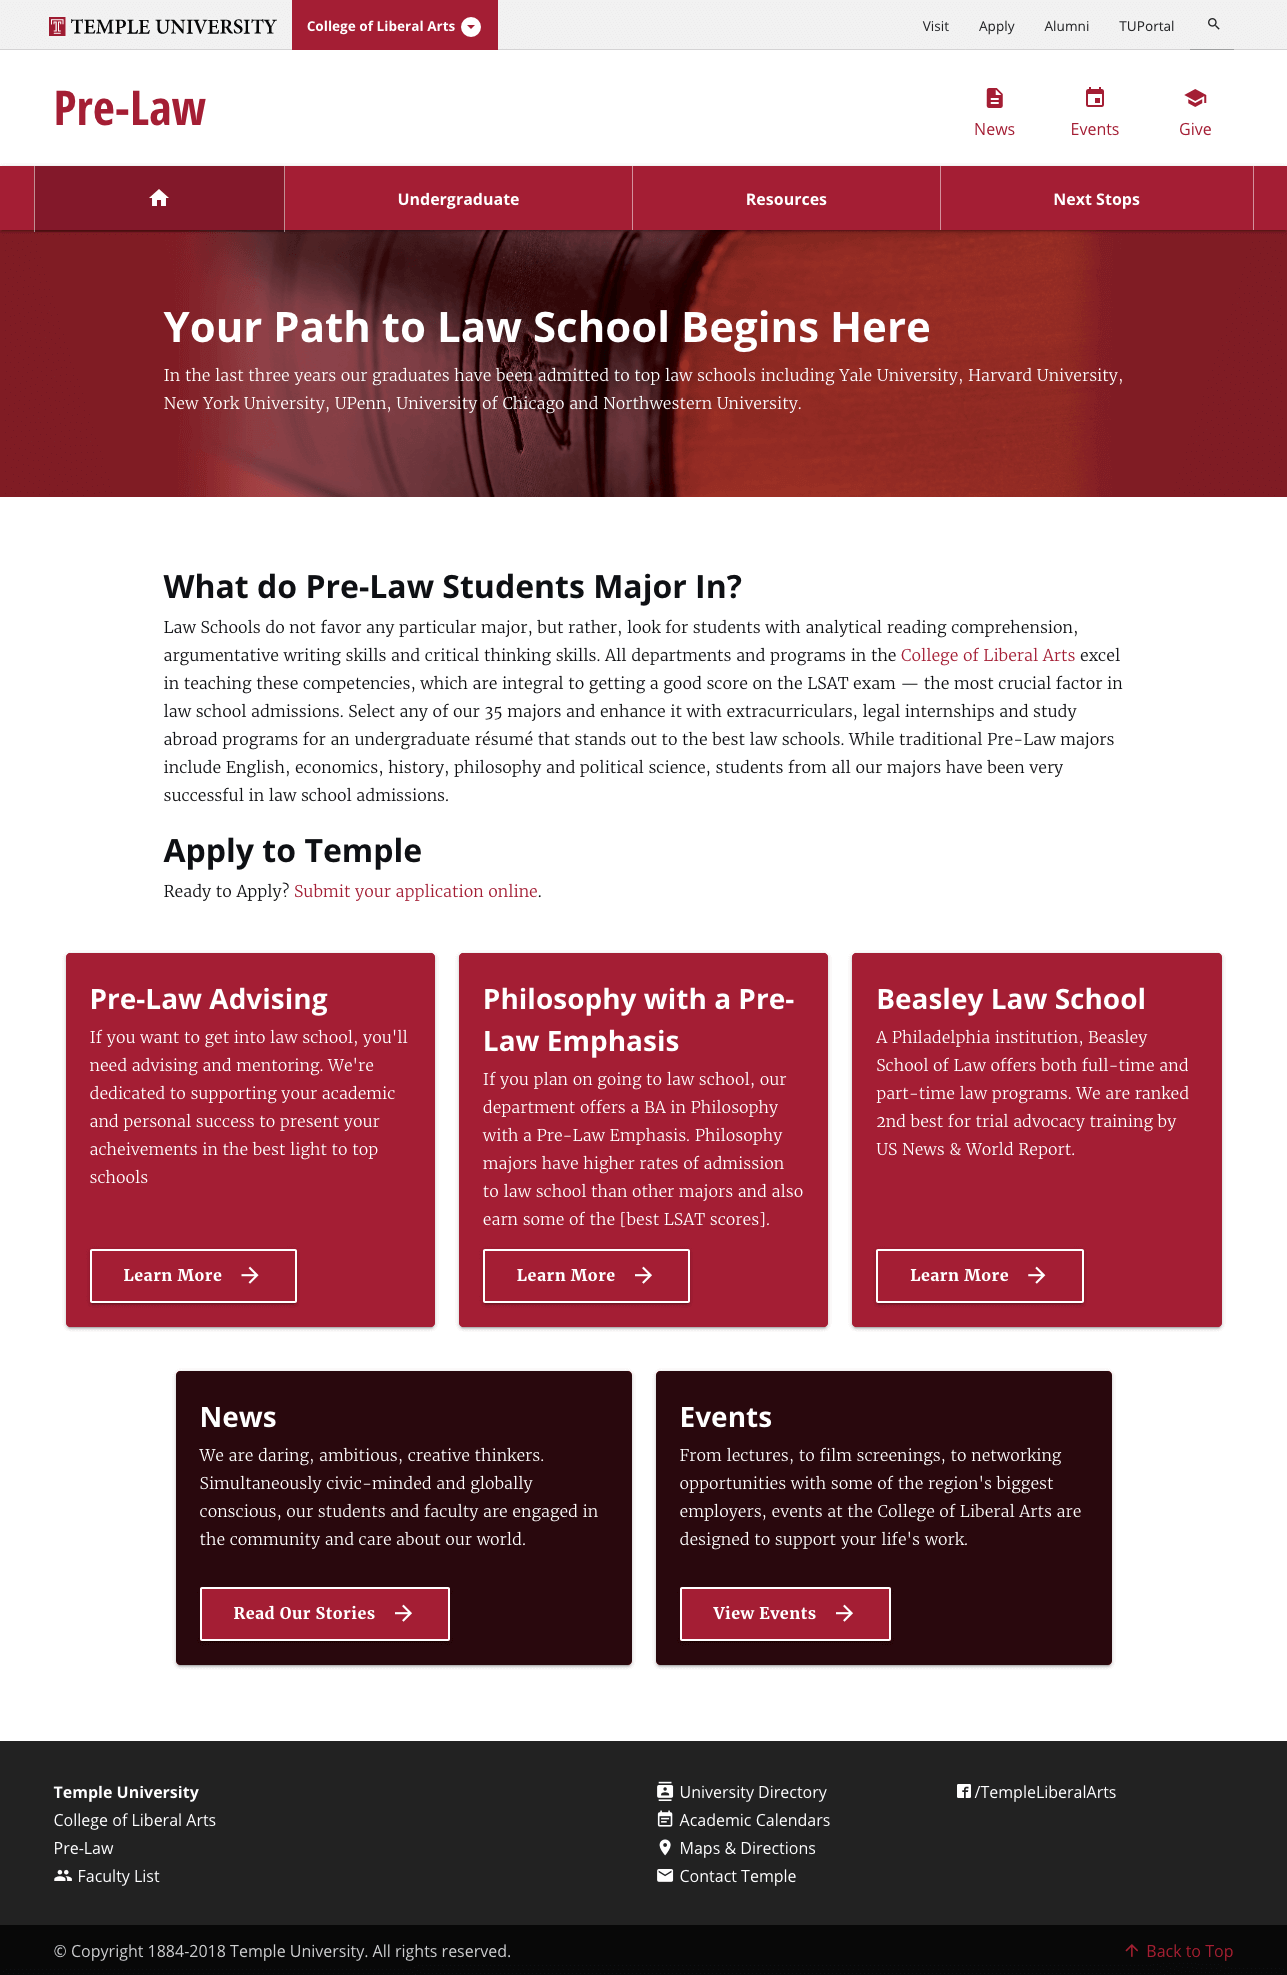 TEMPLE UNIVERSITY
College of Liberal Arts
Visit
Apply
Alumni
TUPortal
Pre-Law
News
Events
Give
Undergraduate
Resources
Next Stops
Your Path to Law School Begins Here
In the last three years our graduates have been admitted to top law schools including Yale University, Harvard University,
New York University, UPenn, University of Chicago and Northwestern University.
What do Pre-Law Students Major In?
Law Schools do not favor any particular major, but rather, look for students with analytical reading comprehension,
argumentative writing skills and critical thinking skills. All departments and programs in the College of Liberal Arts excel
in teaching these competencies, which are integral to getting a good score on the LSAT exam — the most crucial factor in
law school admissions. Select any of our 35 majors and enhance it with extracurriculars, legal internships and study
abroad programs for an undergraduate résumé that stands out to the best law schools. While traditional Pre-Law majors
include English, economics, history, philosophy and political science, students from all our majors have been very
successful in law school admissions.
Apply to Temple
Ready to Apply? Submit your application online.
Pre-Law Advising
If you want to get into law school, you'll
need advising and mentoring. We're
dedicated to supporting your academic
and personal success to present your
acheivements in the best light to top
schools
Learn More
Philosophy with a Pre-
Law Emphasis
If you plan on going to law school, our
department offers a BA in Philosophy
with a Pre-Law Emphasis. Philosophy
majors have higher rates of admission
to law school than other majors and also
earn some of the [best LSAT scores].
Learn More
Beasley Law School
A Philadelphia institution, Beasley
School of Law offers both full-time and
part-time law programs. We are ranked
2nd best for trial advocacy training by
US News & World Report.
Learn More
News
We are daring, ambitious, creative thinkers.
Simultaneously civic-minded and globally
conscious, our students and faculty are engaged in
the community and care about our world.
Read Our Stories
Events
From lectures, to film screenings, to networking
opportunities with some of the region's biggest
employers, events at the College of Liberal Arts are
designed to support your life's work.
View Events
Temple University
College of Liberal Arts
Pre-Law
Faculty List
University Directory
Academic Calendars
Maps & Directions
Contact Temple
/TempleLiberalArts
© Copyright 1884-2018 Temple University. All rights reserved.
Back to Top